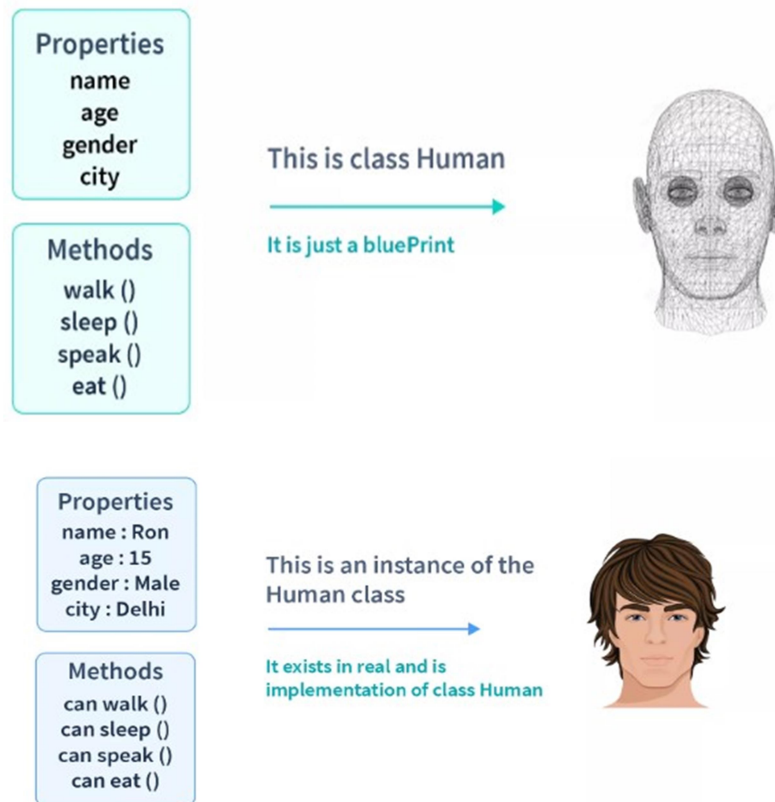 Properties
name
age
gender
city
This is class Human
It is just a bluePrint
Methods
walk ()
sleep ()
speak ()
eat ()
Properties
name : Ron
age : 15
gender : Male
city : Delhi
This is an instance of the
Human class
It exists in real and is
implementation of class Human
Methods
can walk ()
can sleep ()
can speak ()
can eat ()